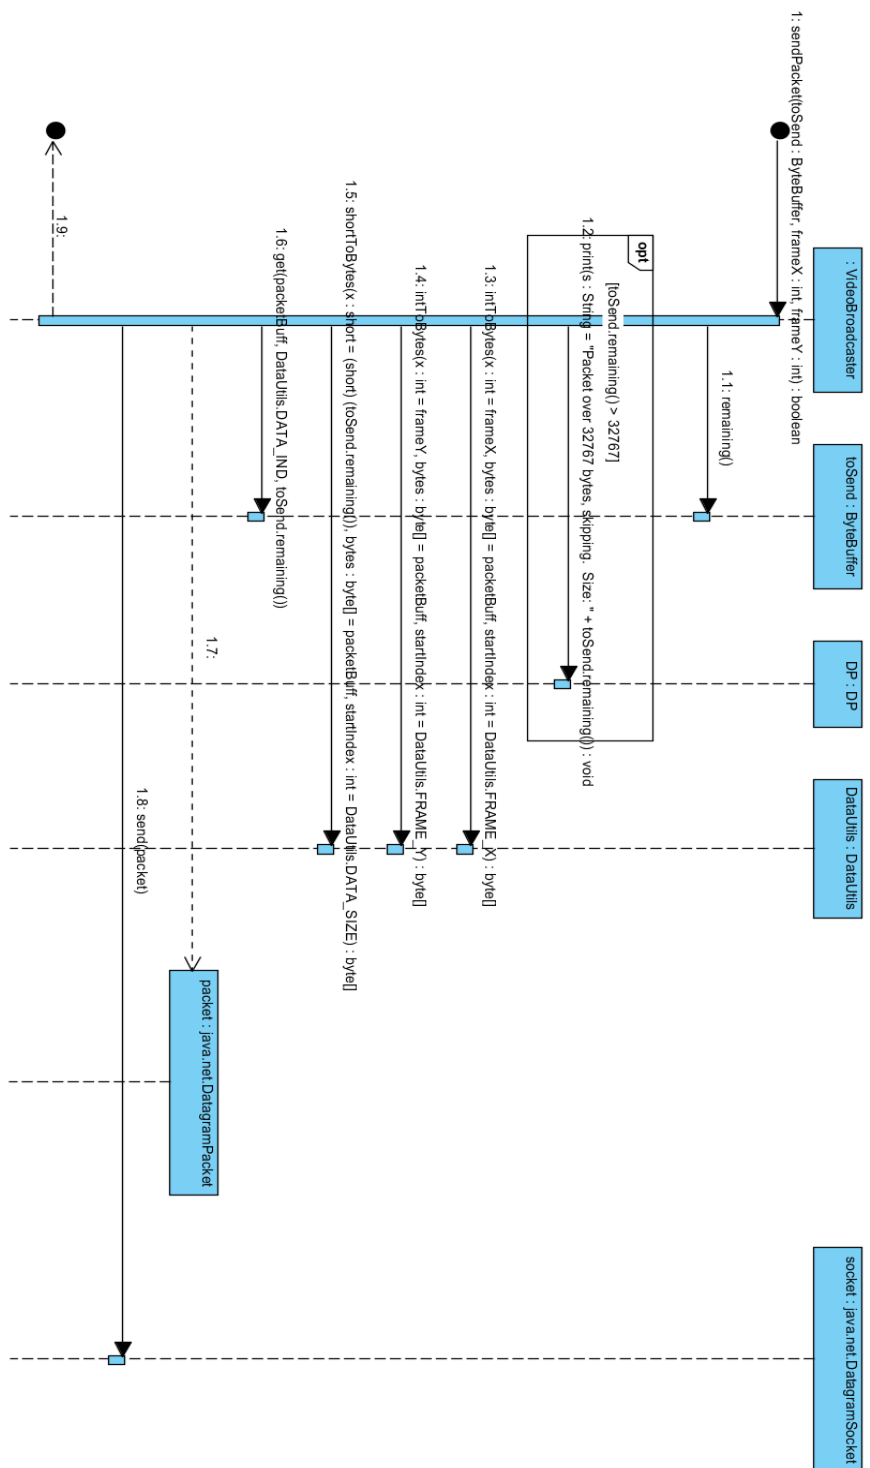 1: sendPacket(toSend : ByteBuffer, frameX : int, frameY : int) : boolean
: VideoBroadcaster
toSend : ByteBuffer
DP : DP
DataUtils : DataUtils
socket : java.net.DatagramSocket
1.1: remaining()
opt
[toSend.remaining() > 32767]
1.2: print(s : String = "Packet over 32767 bytes, skipping.  Size: " + toSend.remaining()) : void
1.3: intToBytes(x : int = frameX, bytes : byte[] = packetBuff, startIndex : int = DataUtils.FRAME_X) : byte[]
1.4: intToBytes(x : int = frameY, bytes : byte[] = packetBuff, startIndex : int = DataUtils.FRAME_Y) : byte[]
1.5: shortToBytes(x : short = (short) (toSend.remaining()), bytes : byte[] = packetBuff, startIndex : int = DataUtils.DATA_SIZE) : byte[]
1.6: get(packetBuff, DataUtils.DATA_IND, toSend.remaining())
1.7:
packet : java.net.DatagramPacket
1.8: send(packet)
1.9: